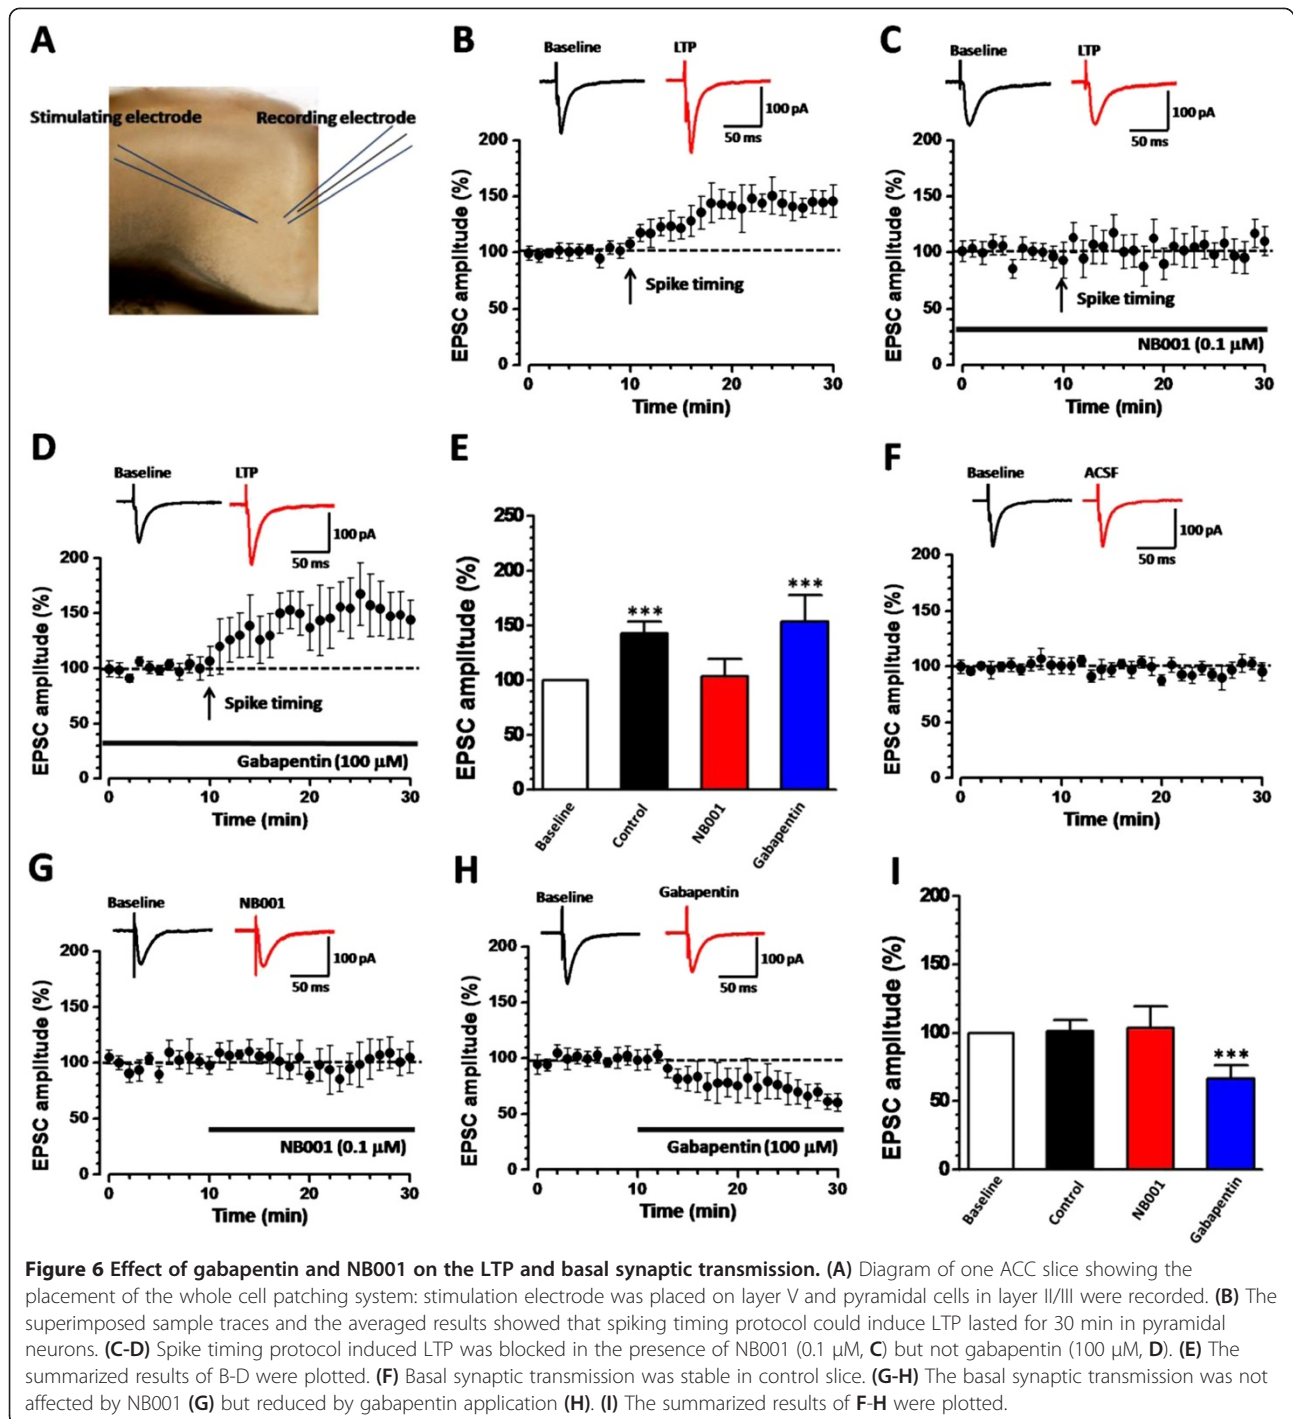 A
Stimulating electrode
Recording electrode
B
Baseline
LTP
100 pA
50 ms
EPSC amplitude (%)
200
150
100
50
0
Spike timing
0 10 20 30
Time (min)
C
Baseline
LTP
100 pA
50 ms
EPSC amplitude (%)
200
150
100
50
0
Spike timing
NB001 (0.1 µM)
0 10 20 30
Time (min)
D
Baseline
LTP
100 pA
50 ms
EPSC amplitude (%)
200
150
100
50
0
Spike timing
Gabapentin (100 µM)
0 10 20 30
Time (min)
E
EPSC amplitude (%)
250
200
150
100
50
0
***
***
Baseline
Control
NB001
Gabapentin
F
Baseline
ACSF
100 pA
50 ms
EPSC amplitude (%)
200
150
100
50
0
0 10 20 30
Time (min)
G
Baseline
NB001
100 pA
50 ms
EPSC amplitude (%)
200
150
100
50
0
NB001 (0.1 µM)
0 10 20 30
Time (min)
H
Baseline
Gabapentin
100 pA
50 ms
EPSC amplitude (%)
200
150
100
50
0
Gabapentin (100 µM)
0 10 20 30
Time (min)
I
EPSC amplitude (%)
200
150
100
50
0
***
Baseline
Control
NB001
Gabapentin
Figure 6 Effect of gabapentin and NB001 on the LTP and basal synaptic transmission. (A) Diagram of one ACC slice showing the
placement of the whole cell patching system: stimulation electrode was placed on layer V and pyramidal cells in layer II/III were recorded. (B) The
superimposed sample traces and the averaged results showed that spiking timing protocol could induce LTP lasted for 30 min in pyramidal
neurons. (C-D) Spike timing protocol induced LTP was blocked in the presence of NB001 (0.1 µM, C) but not gabapentin (100 µM, D). (E) The
summarized results of B-D were plotted. (F) Basal synaptic transmission was stable in control slice. (G-H) The basal synaptic transmission was not
affected by NB001 (G) but reduced by gabapentin application (H). (I) The summarized results of F-H were plotted.